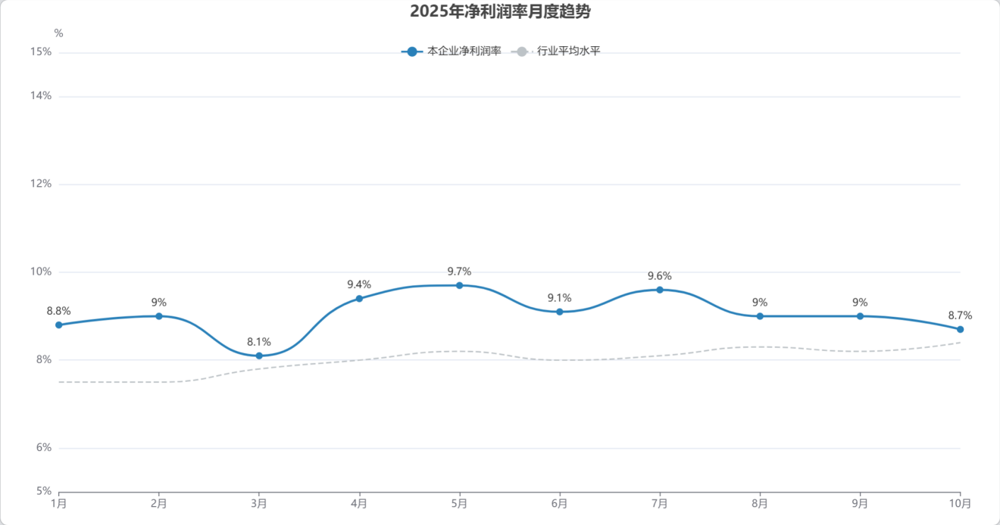 2025年净利润率月度趋势
%
本企业净利润率 行业平均水平
15%
14%
12%
10%
8%
6%
5%
8.8% 9% 8.1% 9.4% 9.7% 9.1% 9.6% 9% 9% 8.7%
1月 2月 3月 4月 5月 6月 7月 8月 9月 10月